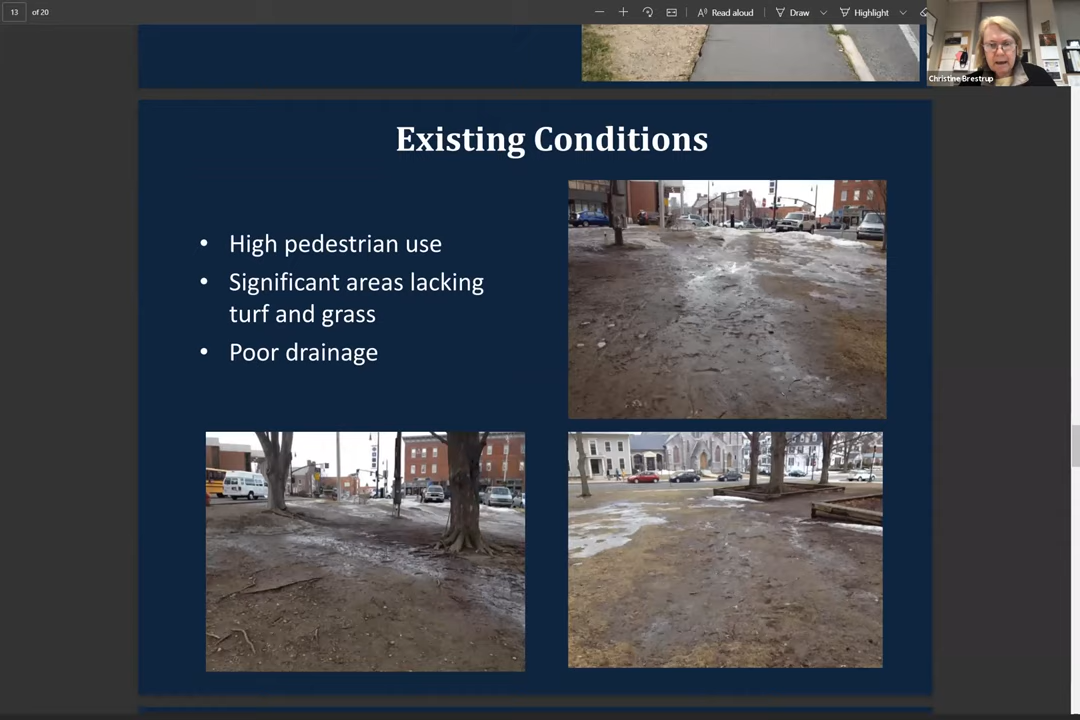 13 of 20
Read aloud
Draw
Highlight
Christine Brestrup
Existing Conditions
• High pedestrian use
• Significant areas lacking
turf and grass
• Poor drainage